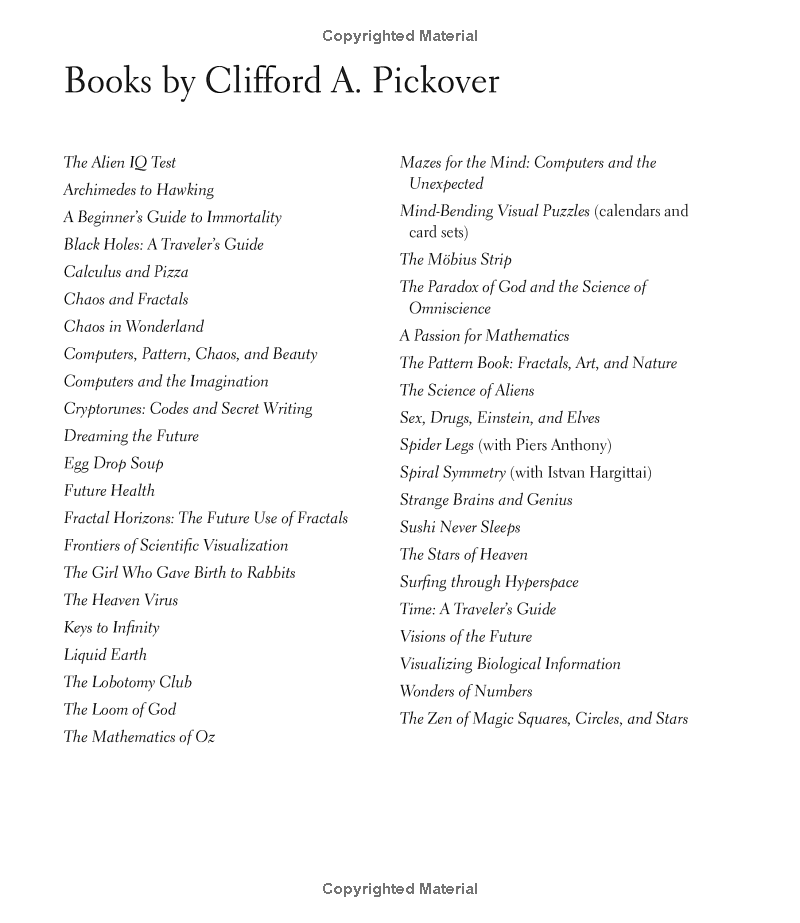 Copyrighted Material
Books by Clifford A. Pickover
The Alien IQ Test
Archimedes to Hawking
A Beginner's Guide to Immortality
Black Holes: A Traveler's Guide
Calculus and Pizza
Chaos and Fractals
Chaos in Wonderland
Computers, Pattern, Chaos, and Beauty
Computers and the Imagination
Cryptorunes: Codes and Secret Writing
Dreaming the Future
Egg Drop Soup
Future Health
Fractal Horizons: The Future Use of Fractals
Frontiers of Scientific Visualization
The Girl Who Gave Birth to Rabbits
The Heaven Virus
Keys to Infinity
Liquid Earth
The Lobotomy Club
The Loom of God
The Mathematics of Oz
Mazes for the Mind: Computers and the
Unexpected
Mind-Bending Visual Puzzles (calendars and
card sets)
The Möbius Strip
The Paradox of God and the Science of
Omniscience
A Passion for Mathematics
The Pattern Book: Fractals, Art, and Nature
The Science of Aliens
Sex, Drugs, Einstein, and Elves
Spider Legs (with Piers Anthony)
Spiral Symmetry (with Istvan Hargittai)
Strange Brains and Genius
Sushi Never Sleeps
The Stars of Heaven
Surfing through Hyperspace
Time: A Traveler's Guide
Visions of the Future
Visualizing Biological Information
Wonders of Numbers
The Zen of Magic Squares, Circles, and Stars
Copyrighted Material